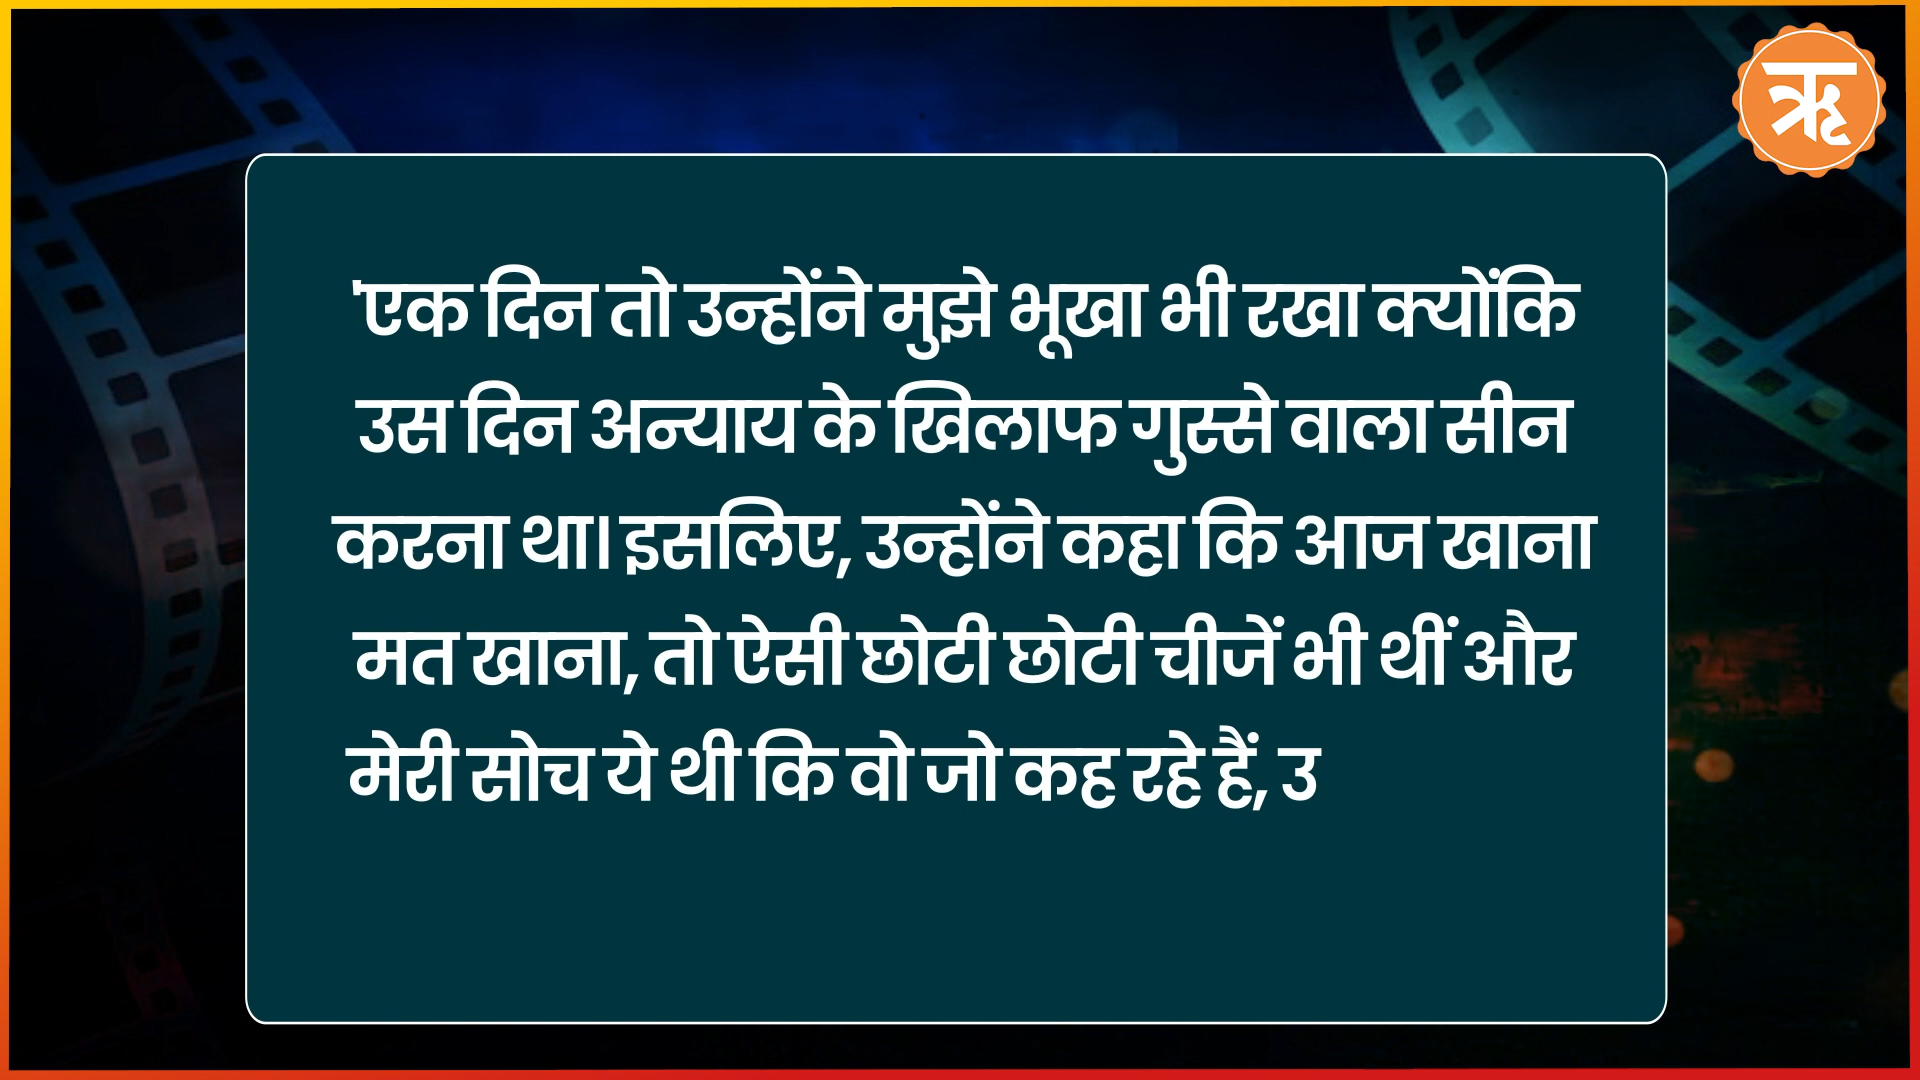 'एक दिन तो उन्होंने मुझे भूखा भी रखा क्योंकि
उस दिन अन्याय के खिलाफ गुस्से वाला सीन
करना था। इसलिए, उन्होंने कहा कि आज खाना
मत खाना, तो ऐसी छोटी छोटी चीजें भी थीं और
मेरी सोच ये थी कि वो जो कह रहे हैं, उ
ऋ